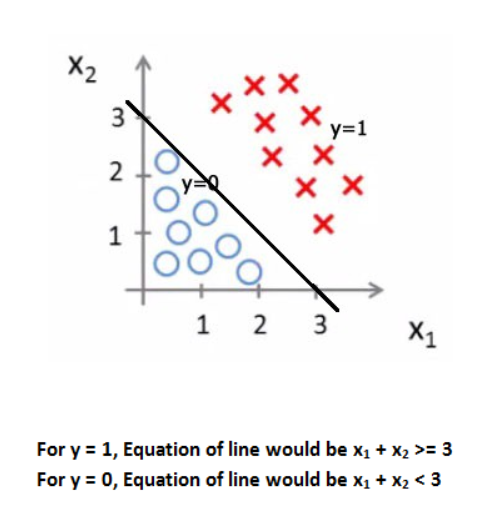 X₂
3
y=1
2
y=0
1
1 2 3
X₁
For y = 1, Equation of line would be x₁ + x₂ >= 3
For y = 0, Equation of line would be x₁ + x₂ < 3